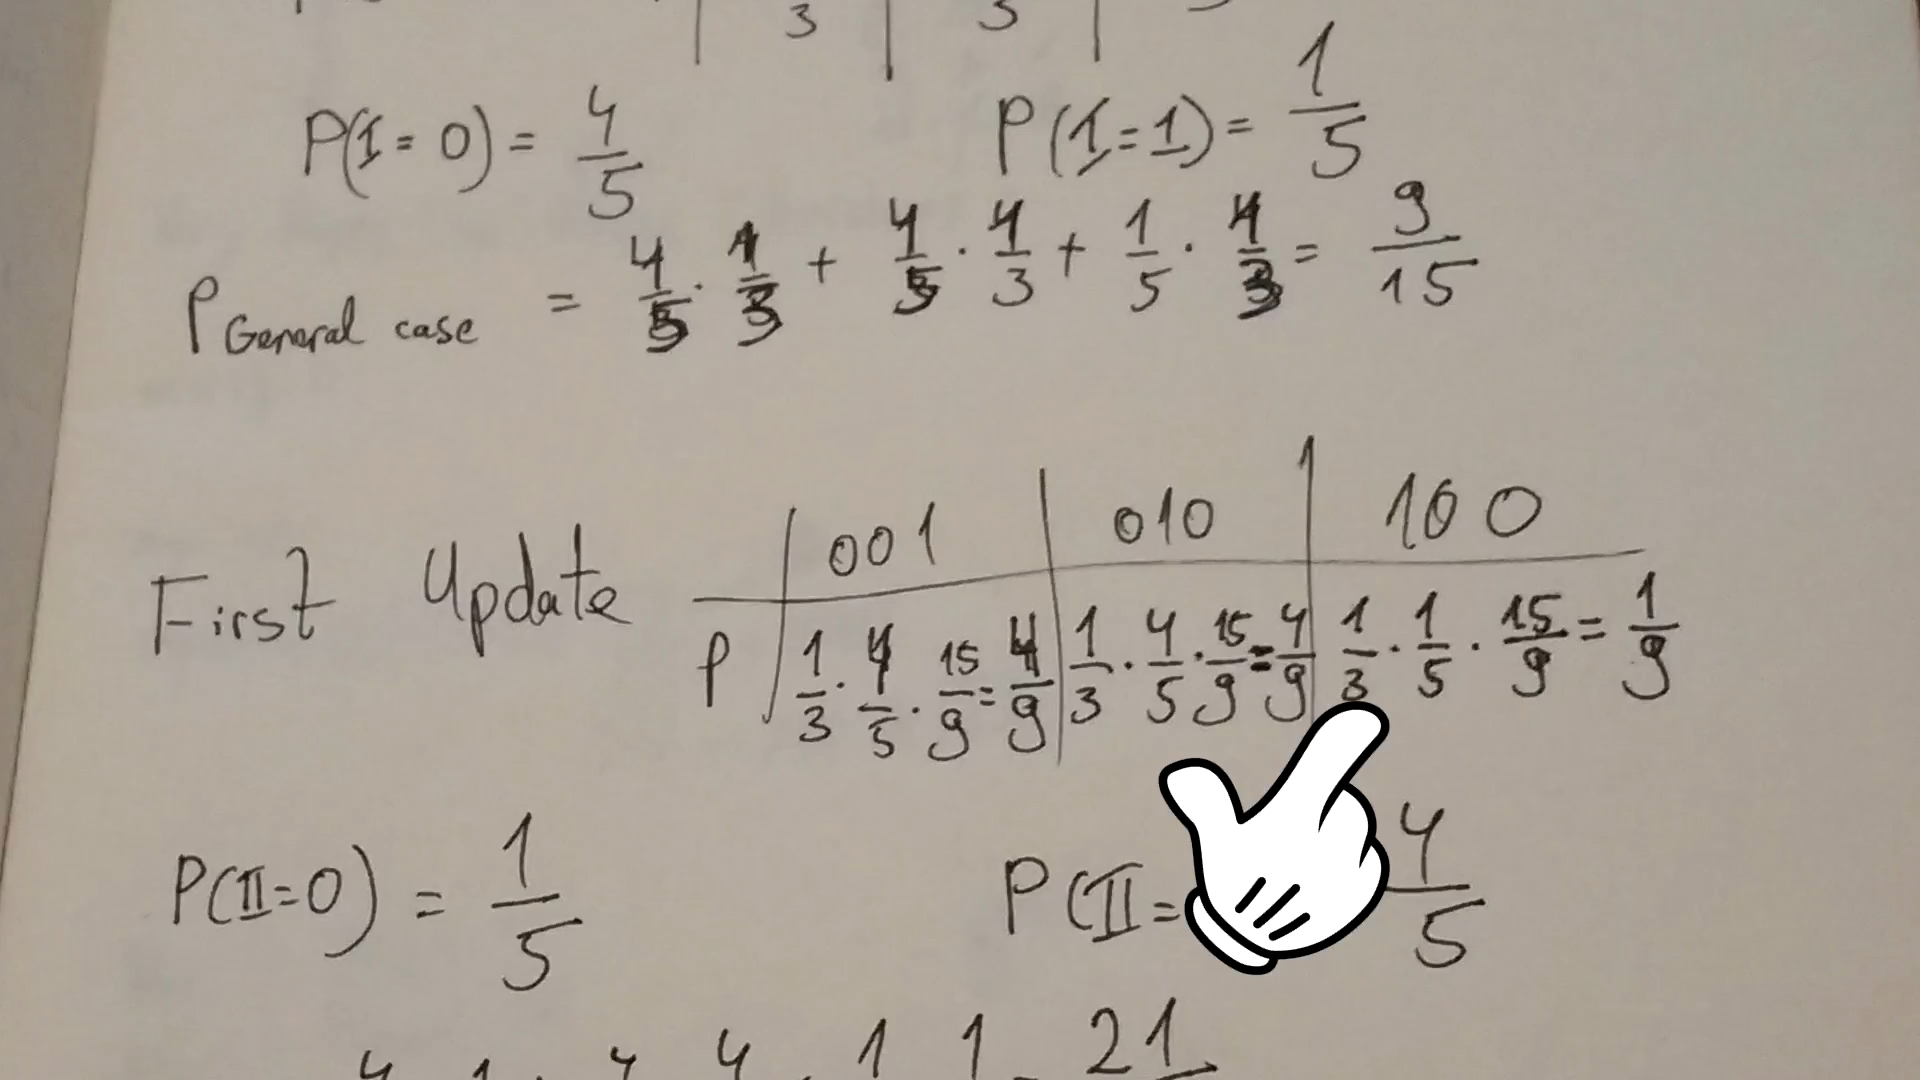 3 3
P(I=0) = 4/5 P(I=1) = 1/5
P General case = 4/5 · 1/3 + 4/5 · 1/3 + 1/5 · 1/3 = 9/15
001 | 010 | 100
First Update
P | 1/3 · 4/5 · 15/9 = 4/9 | 1/3 · 4/5 · 15/9 = 4/9 | 1/3 · 1/5 · 15/9 = 1/9
P(II=0) = 1/5 P(II= 4/5
21